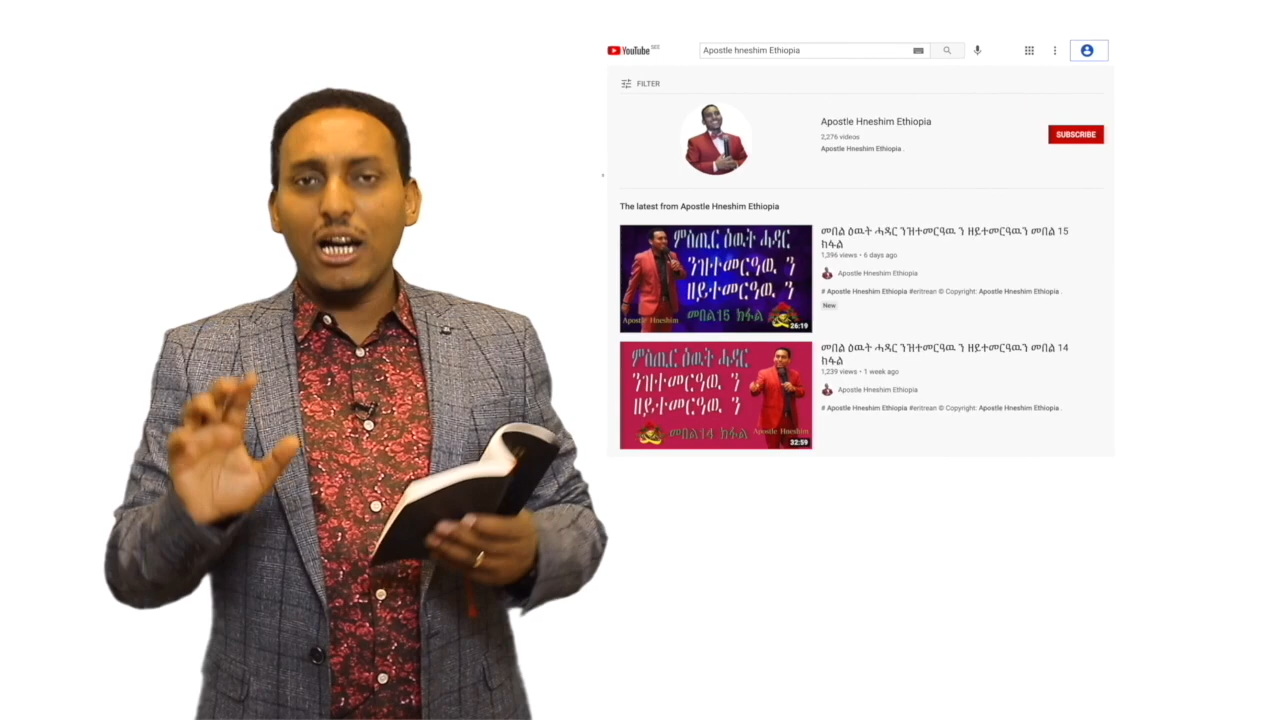 YouTube SEE
Apostle hneshim Ethiopia
FILTER
Apostle Hneshim Ethiopia
2,276 videos
Apostle Hneshim Ethiopia .
SUBSCRIBE
The latest from Apostle Hneshim Ethiopia
ምስጢር ስዉት ሓዳር
ንዝተመርዓዉ ን
ዘይተመርዓዉ ን
መበል15 ክፋል
Apostle Hneshim
26:19
መበል ዕዉት ሓዳር ንዝተመርዓዉ ን ዘይተመርዓዉን መበል 15
ክፋል
1,396 views • 6 days ago
Apostle Hneshim Ethiopia
# Apostle Hneshim Ethiopia #eritrean © Copyright: Apostle Hneshim Ethiopia .
New
ምስጢር ስዉት ሓዳር
ንዝተመርዓዉ ን
ዘይተመርዓዉ ን
መበል14 ክፋል
Apostle Hneshim
32:59
መበል ዕዉት ሓዳር ንዝተመርዓዉ ን ዘይተመርዓዉን መበል 14
ክፋል
1,239 views • 1 week ago
Apostle Hneshim Ethiopia
# Apostle Hneshim Ethiopia #eritrean © Copyright: Apostle Hneshim Ethiopia .